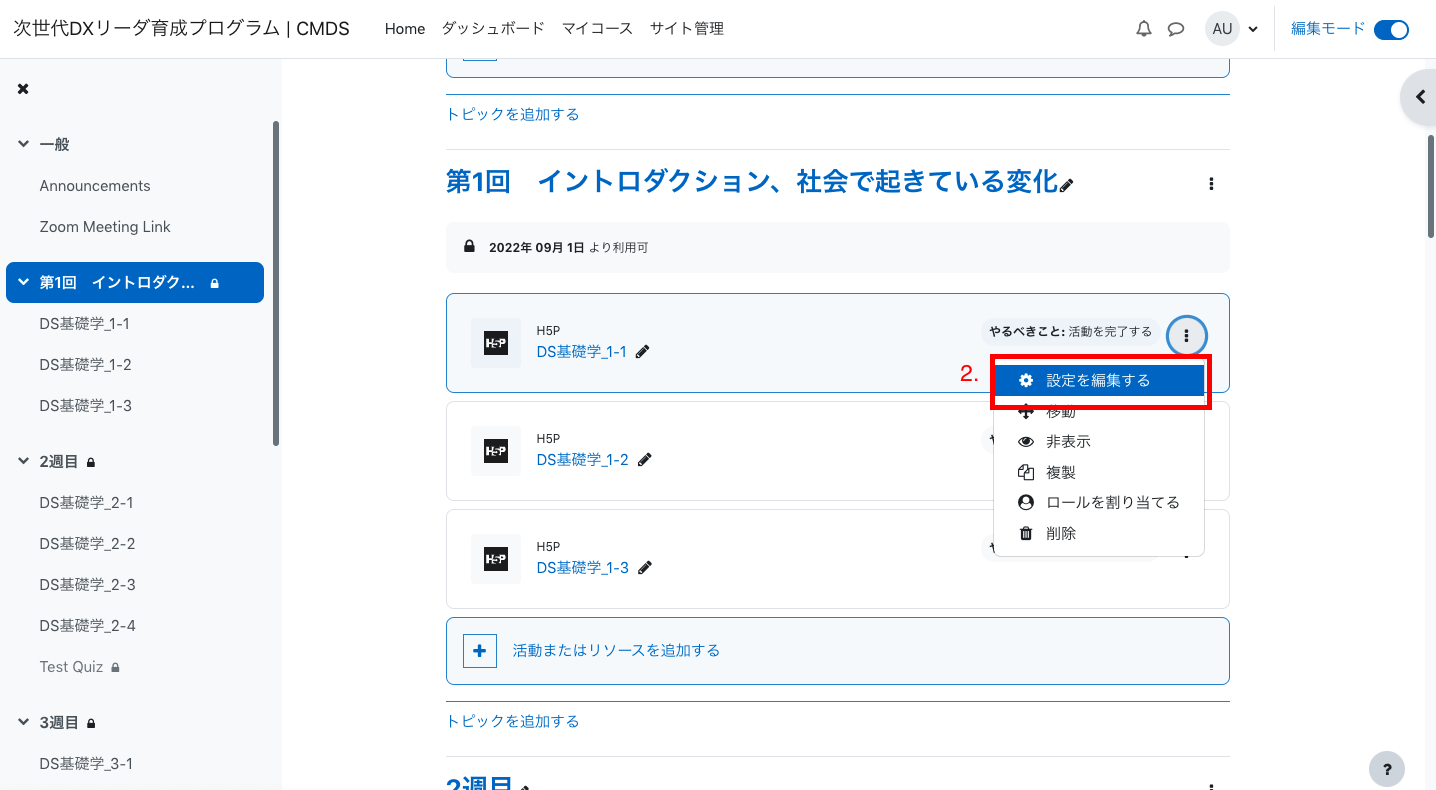 次世代DXリーダ育成プログラム | CMDS
Home ダッシュボード マイコース サイト管理
AU
編集モード
一般
Announcements
Zoom Meeting Link
第1回　イントロダク...
DS基礎学_1-1
DS基礎学_1-2
DS基礎学_1-3
2週目
DS基礎学_2-1
DS基礎学_2-2
DS基礎学_2-3
DS基礎学_2-4
Test Quiz
3週目
DS基礎学_3-1
トピックを追加する
第1回　イントロダクション、社会で起きている変化
2022年 09月 1日 より利用可
H5P
H5P
DS基礎学_1-1
やるべきこと: 活動を完了する
2.
設定を編集する
移動
非表示
複製
ロールを割り当てる
削除
H5P
H5P
DS基礎学_1-2
H5P
H5P
DS基礎学_1-3
活動またはリソースを追加する
トピックを追加する
2週目
?